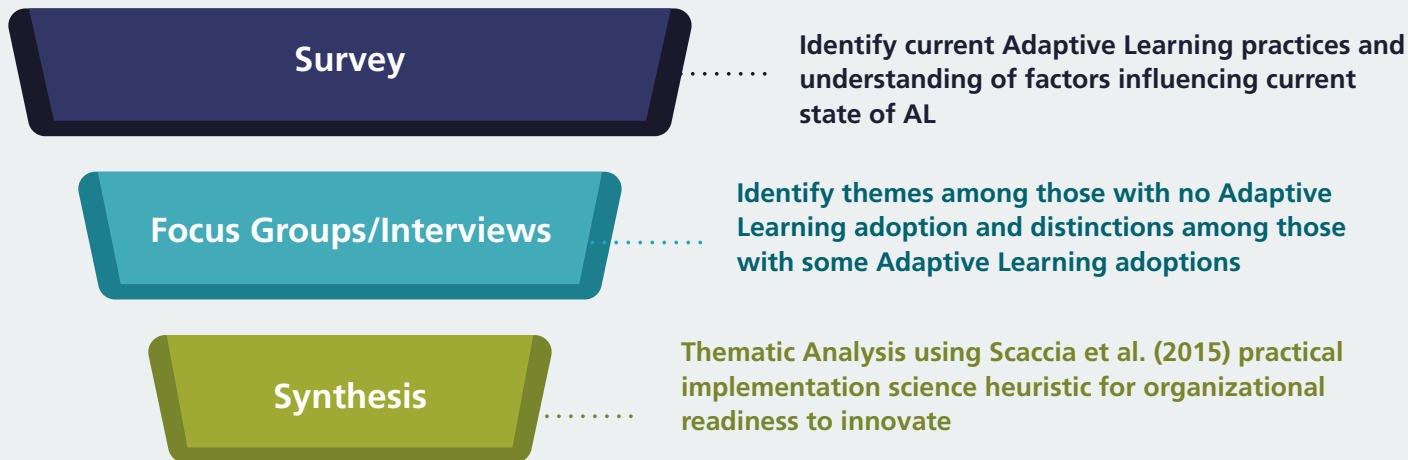 Survey
Identify current Adaptive Learning practices and
understanding of factors influencing current
state of AL
Focus Groups/Interviews
Identify themes among those with no Adaptive
Learning adoption and distinctions among those
with some Adaptive Learning adoptions
Synthesis
Thematic Analysis using Scaccia et al. (2015) practical
implementation science heuristic for organizational
readiness to innovate